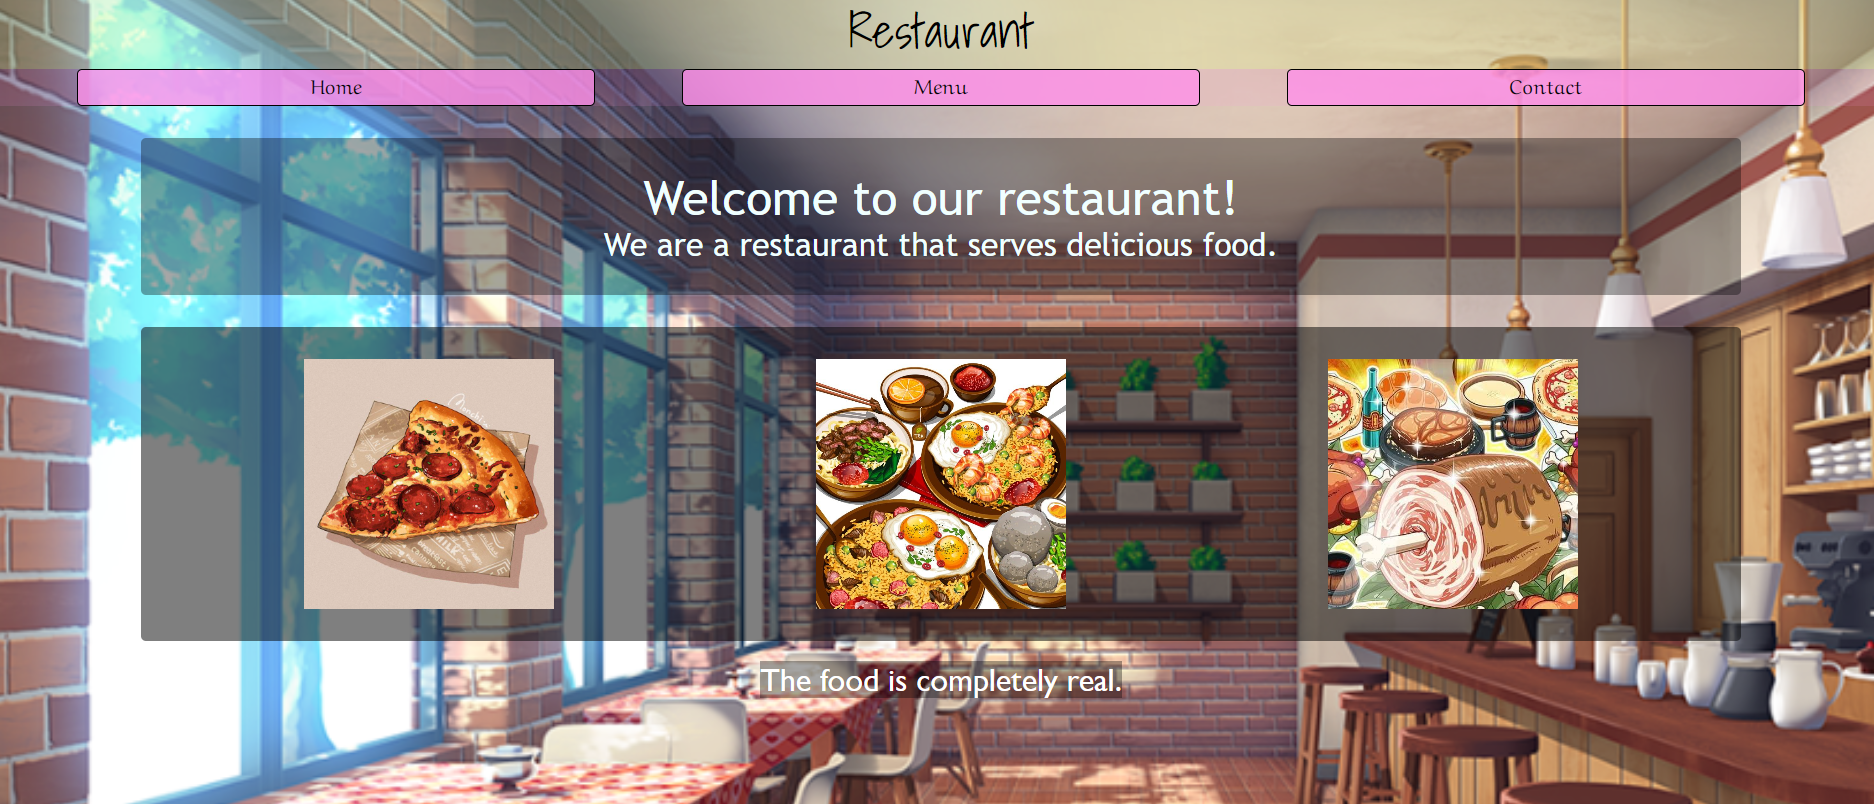 Restaurant
Home
Menu
Contact
Welcome to our restaurant!
We are a restaurant that serves delicious food.
The food is completely real.